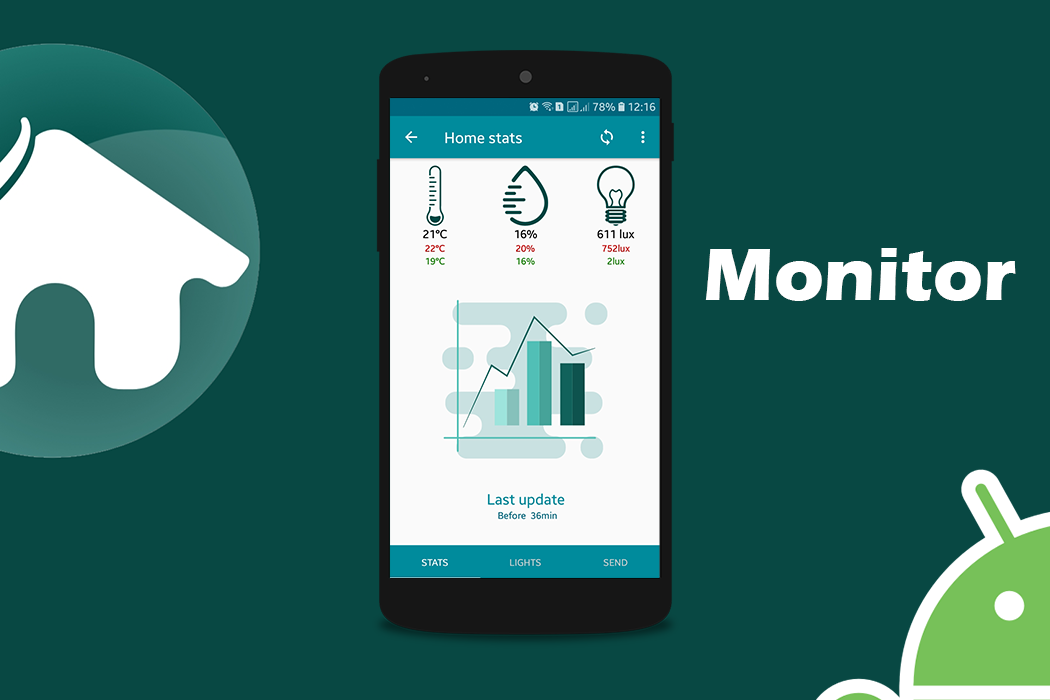 78% 12:16
Home stats
21°C 16% 611 lux
22°C 20% 752lux
19°C 16% 2lux
Monitor
Last update
Before 36min
STATS LIGHTS SEND